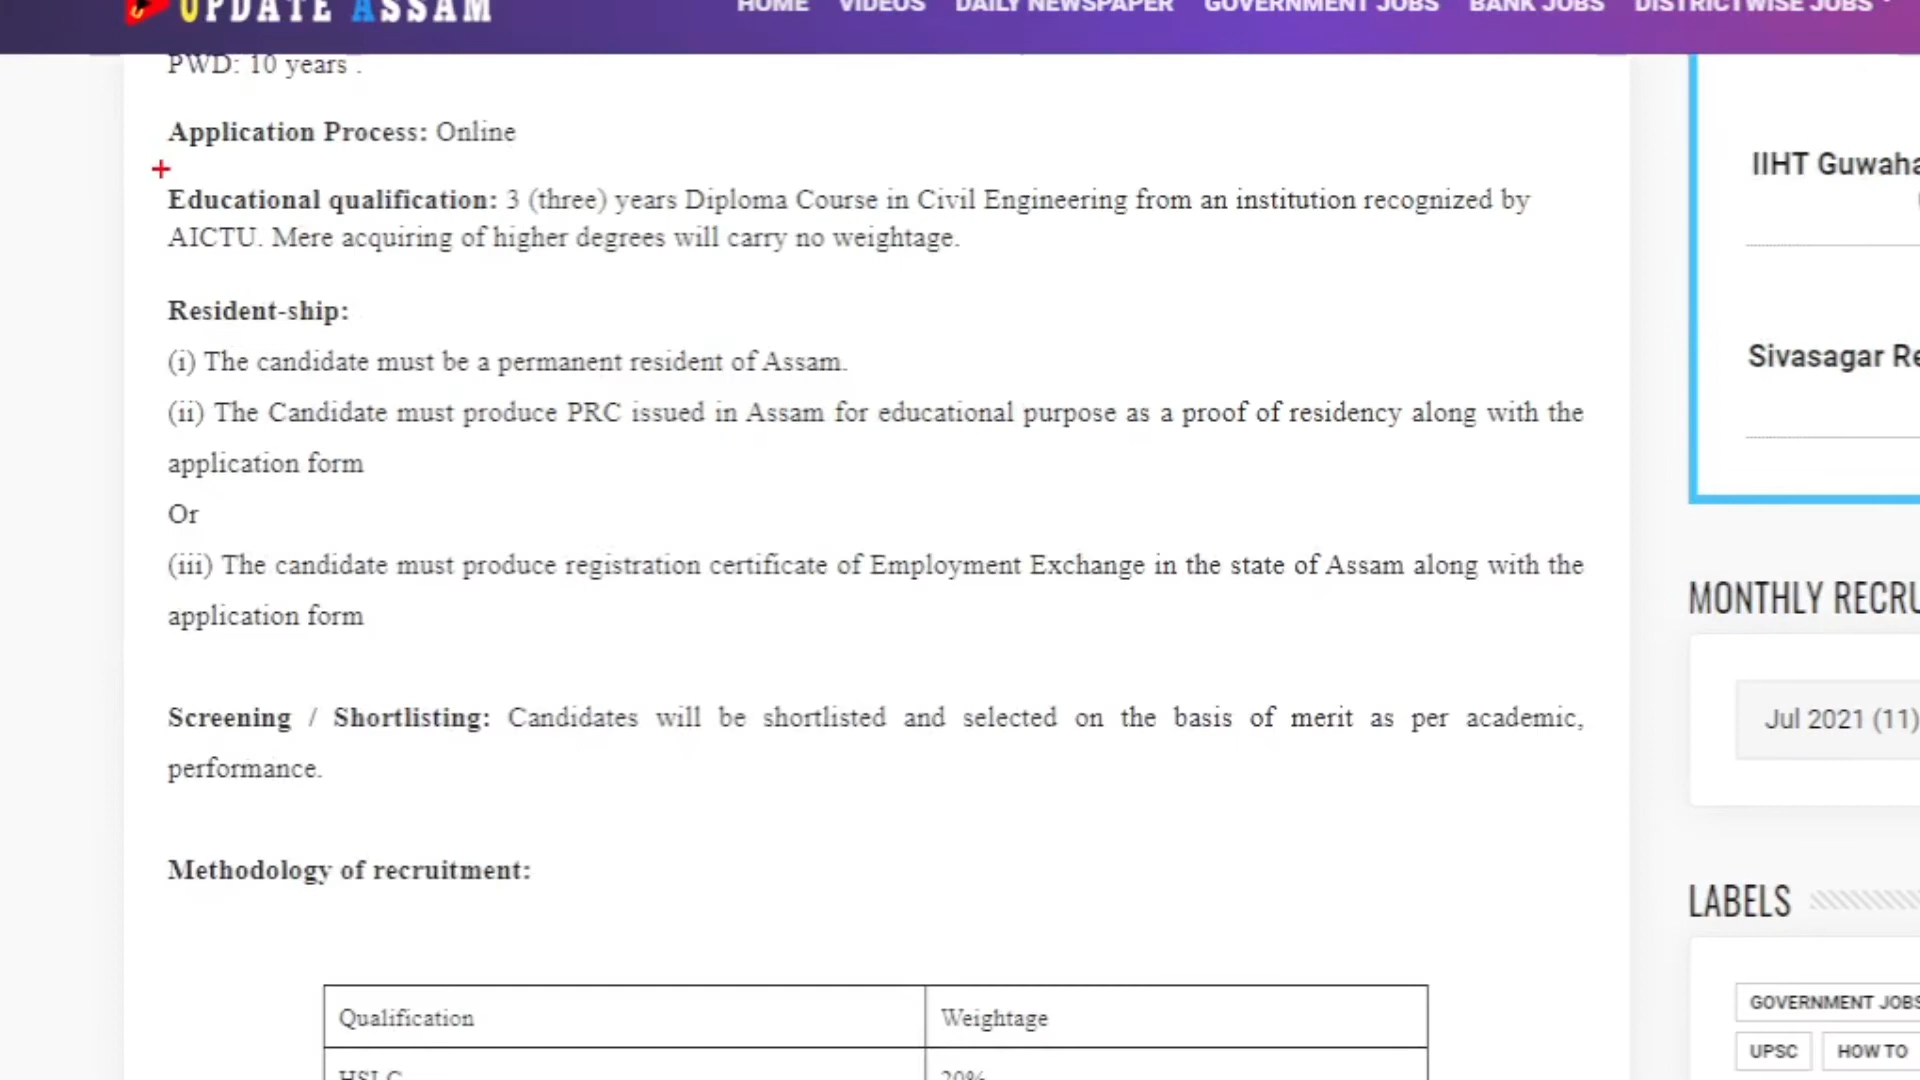 UPDATE ASSAM
HOME VIDEOS DAILY NEWSPAPER GOVERNMENT JOBS BANK JOBS DISTRICTWISE JOBS
PWD: 10 years .
Application Process: Online
Educational qualification: 3 (three) years Diploma Course in Civil Engineering from an institution recognized by
AICTU. Mere acquiring of higher degrees will carry no weightage.
Resident-ship:
(i) The candidate must be a permanent resident of Assam.
(ii) The Candidate must produce PRC issued in Assam for educational purpose as a proof of residency along with the
application form
Or
(iii) The candidate must produce registration certificate of Employment Exchange in the state of Assam along with the
application form
Screening / Shortlisting: Candidates will be shortlisted and selected on the basis of merit as per academic,
performance.
Methodology of recruitment:
Qualification Weightage
HSLC 20%
IIHT Guwaha
Sivasagar Re
MONTHLY RECRU
Jul 2021 (11)
LABELS
GOVERNMENT JOBS
UPSC HOW TO